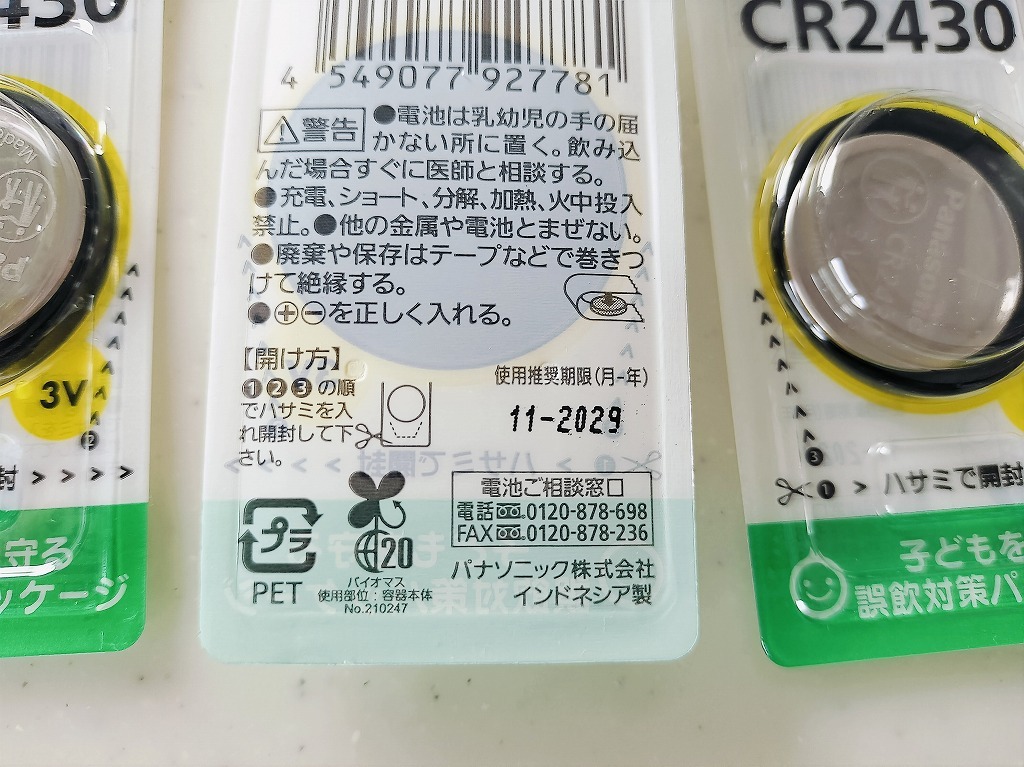 430
3V
②
封 > > > >
守る
ッケージ
4 549077 927781
警告 ●電池は乳幼児の手の届
かない所に置く。飲み込
んだ場合すぐに医師と相談する。
●充電、ショート、分解、加熱、火中投入
禁止。●他の金属や電池とまぜない。
●廃棄や保存はテープなどで巻きつ
けて絶縁する。
●⊕⊖を正しく入れる。
【開け方】
❶❷❸の順
でハサミを入
れ開封して下
さい。
使用推奨期限(月-年)
11-2029
プラ
PET
20
バイオマス
使用部位:容器本体
No.210247
電池ご相談窓口
電話 0120-878-698
FAX 0120-878-236
パナソニック株式会社
インドネシア製
CR2430
Panasonic
CR
❸
❶ > ハサミで開封
子どもを
誤飲対策パ